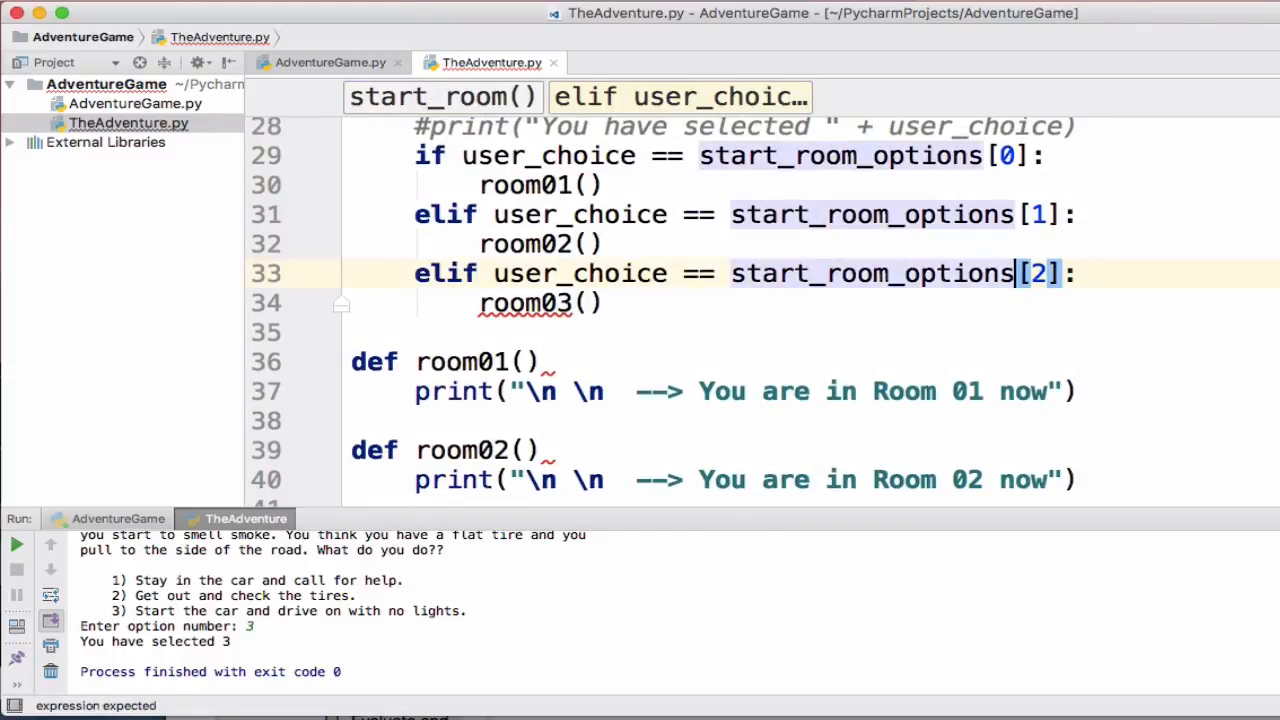 TheAdventure.py - AdventureGame - [~/PycharmProjects/AdventureGame]
AdventureGame TheAdventure.py
Project AdventureGame.py TheAdventure.py
AdventureGame ~/Pycharm
AdventureGame.py
TheAdventure.py
External Libraries
start_room() elif user_choic...
28 #print("You have selected " + user_choice)
29 if user_choice == start_room_options[0]:
30 room01()
31 elif user_choice == start_room_options[1]:
32 room02()
33 elif user_choice == start_room_options[2]:
34 room03()
35
36 def room01()
37 print("\n \n --> You are in Room 01 now")
38
39 def room02()
40 print("\n \n --> You are in Room 02 now")
Run: AdventureGame TheAdventure
you start to smell smoke. You think you have a flat tire and you
pull to the side of the road. What do you do??
1) Stay in the car and call for help.
2) Get out and check the tires.
3) Start the car and drive on with no lights.
Enter option number: 3
You have selected 3
Process finished with exit code 0
expression expected